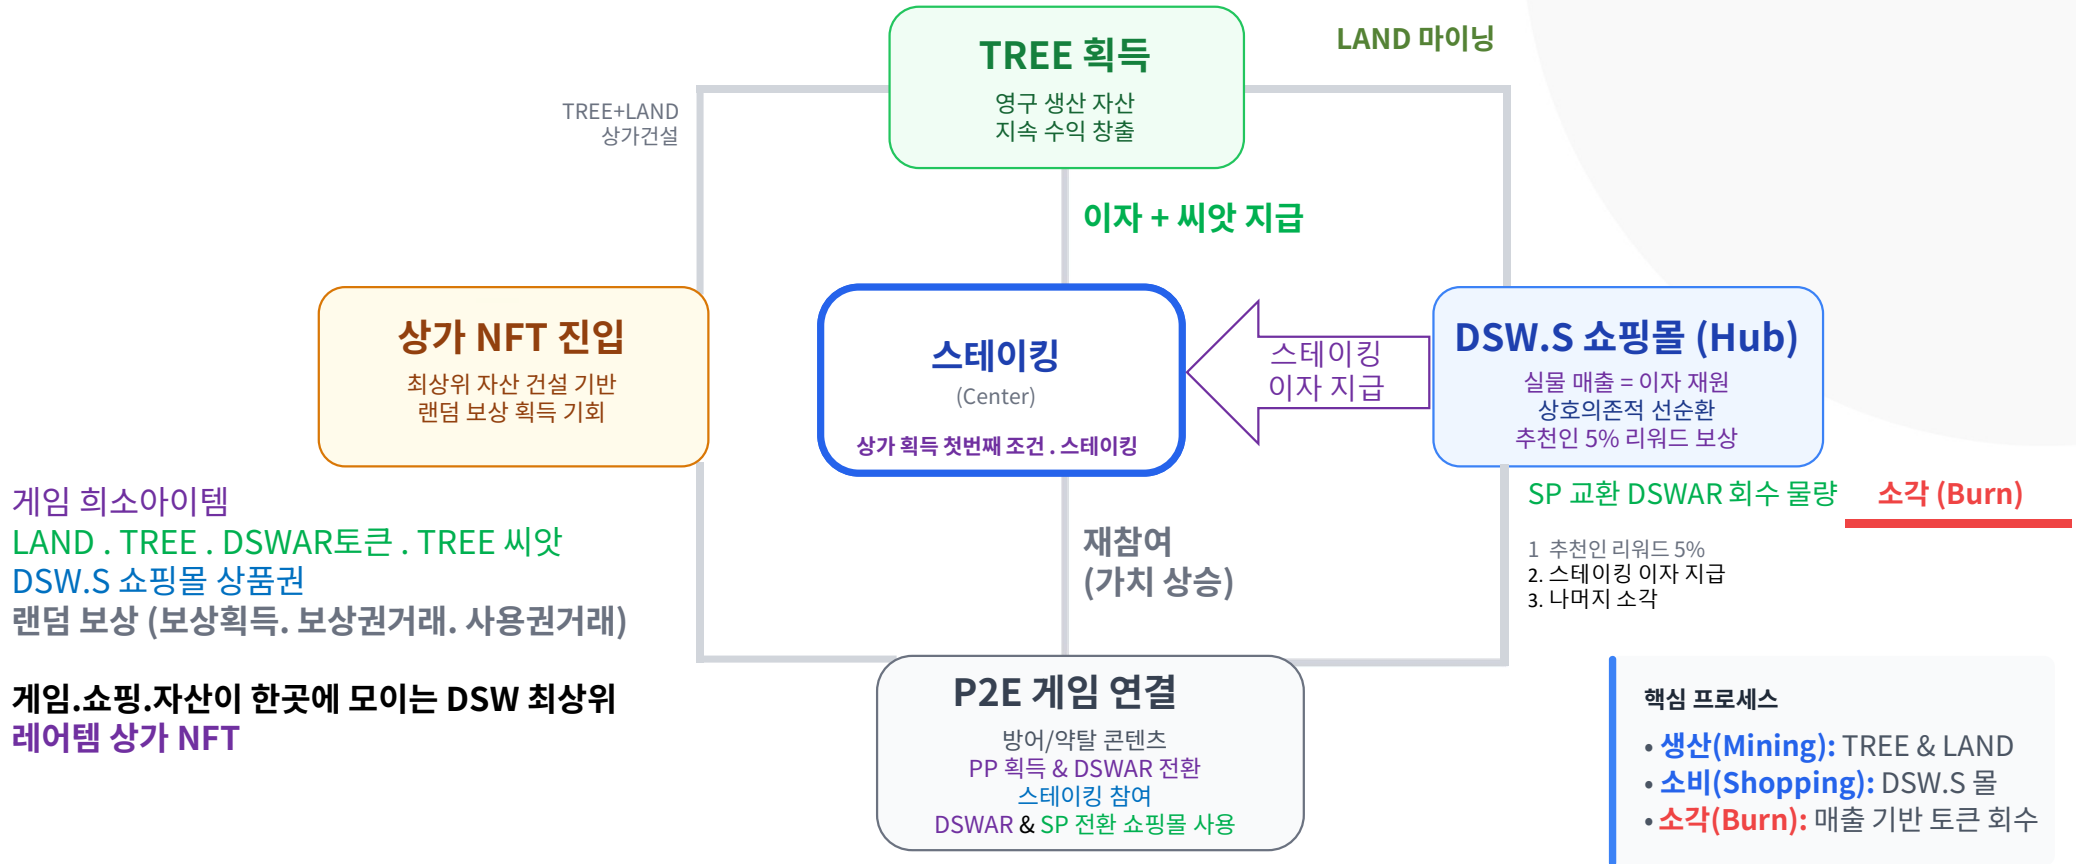 TREE 획득
영구 생산 자산
지속 수익 창출
LAND 마이닝
TREE+LAND
상가건설
이자 + 씨앗 지급
상가 NFT 진입
최상위 자산 건설 기반
랜덤 보상 획득 기회
스테이킹
(Center)
상가 획득 첫번째 조건 . 스테이킹
스테이킹
이자 지급
DSW.S 쇼핑몰 (Hub)
실물 매출 = 이자 재원
상호의존적 선순환
추천인 5% 리워드 보상
게임 희소아이템
LAND . TREE . DSWAR토큰 . TREE 씨앗
DSW.S 쇼핑몰 상품권
랜덤 보상 (보상획득. 보상권거래. 사용권거래)
게임.쇼핑.자산이 한곳에 모이는 DSW 최상위
레어템 상가 NFT
재참여
(가치 상승)
SP 교환 DSWAR 회수 물량
소각 (Burn)
1 추천인 리워드 5%
2. 스테이킹 이자 지급
3. 나머지 소각
P2E 게임 연결
방어/약탈 콘텐츠
PP 획득 & DSWAR 전환
스테이킹 참여
DSWAR & SP 전환 쇼핑몰 사용
핵심 프로세스
• 생산(Mining): TREE & LAND
• 소비(Shopping): DSW.S 몰
• 소각(Burn): 매출 기반 토큰 회수